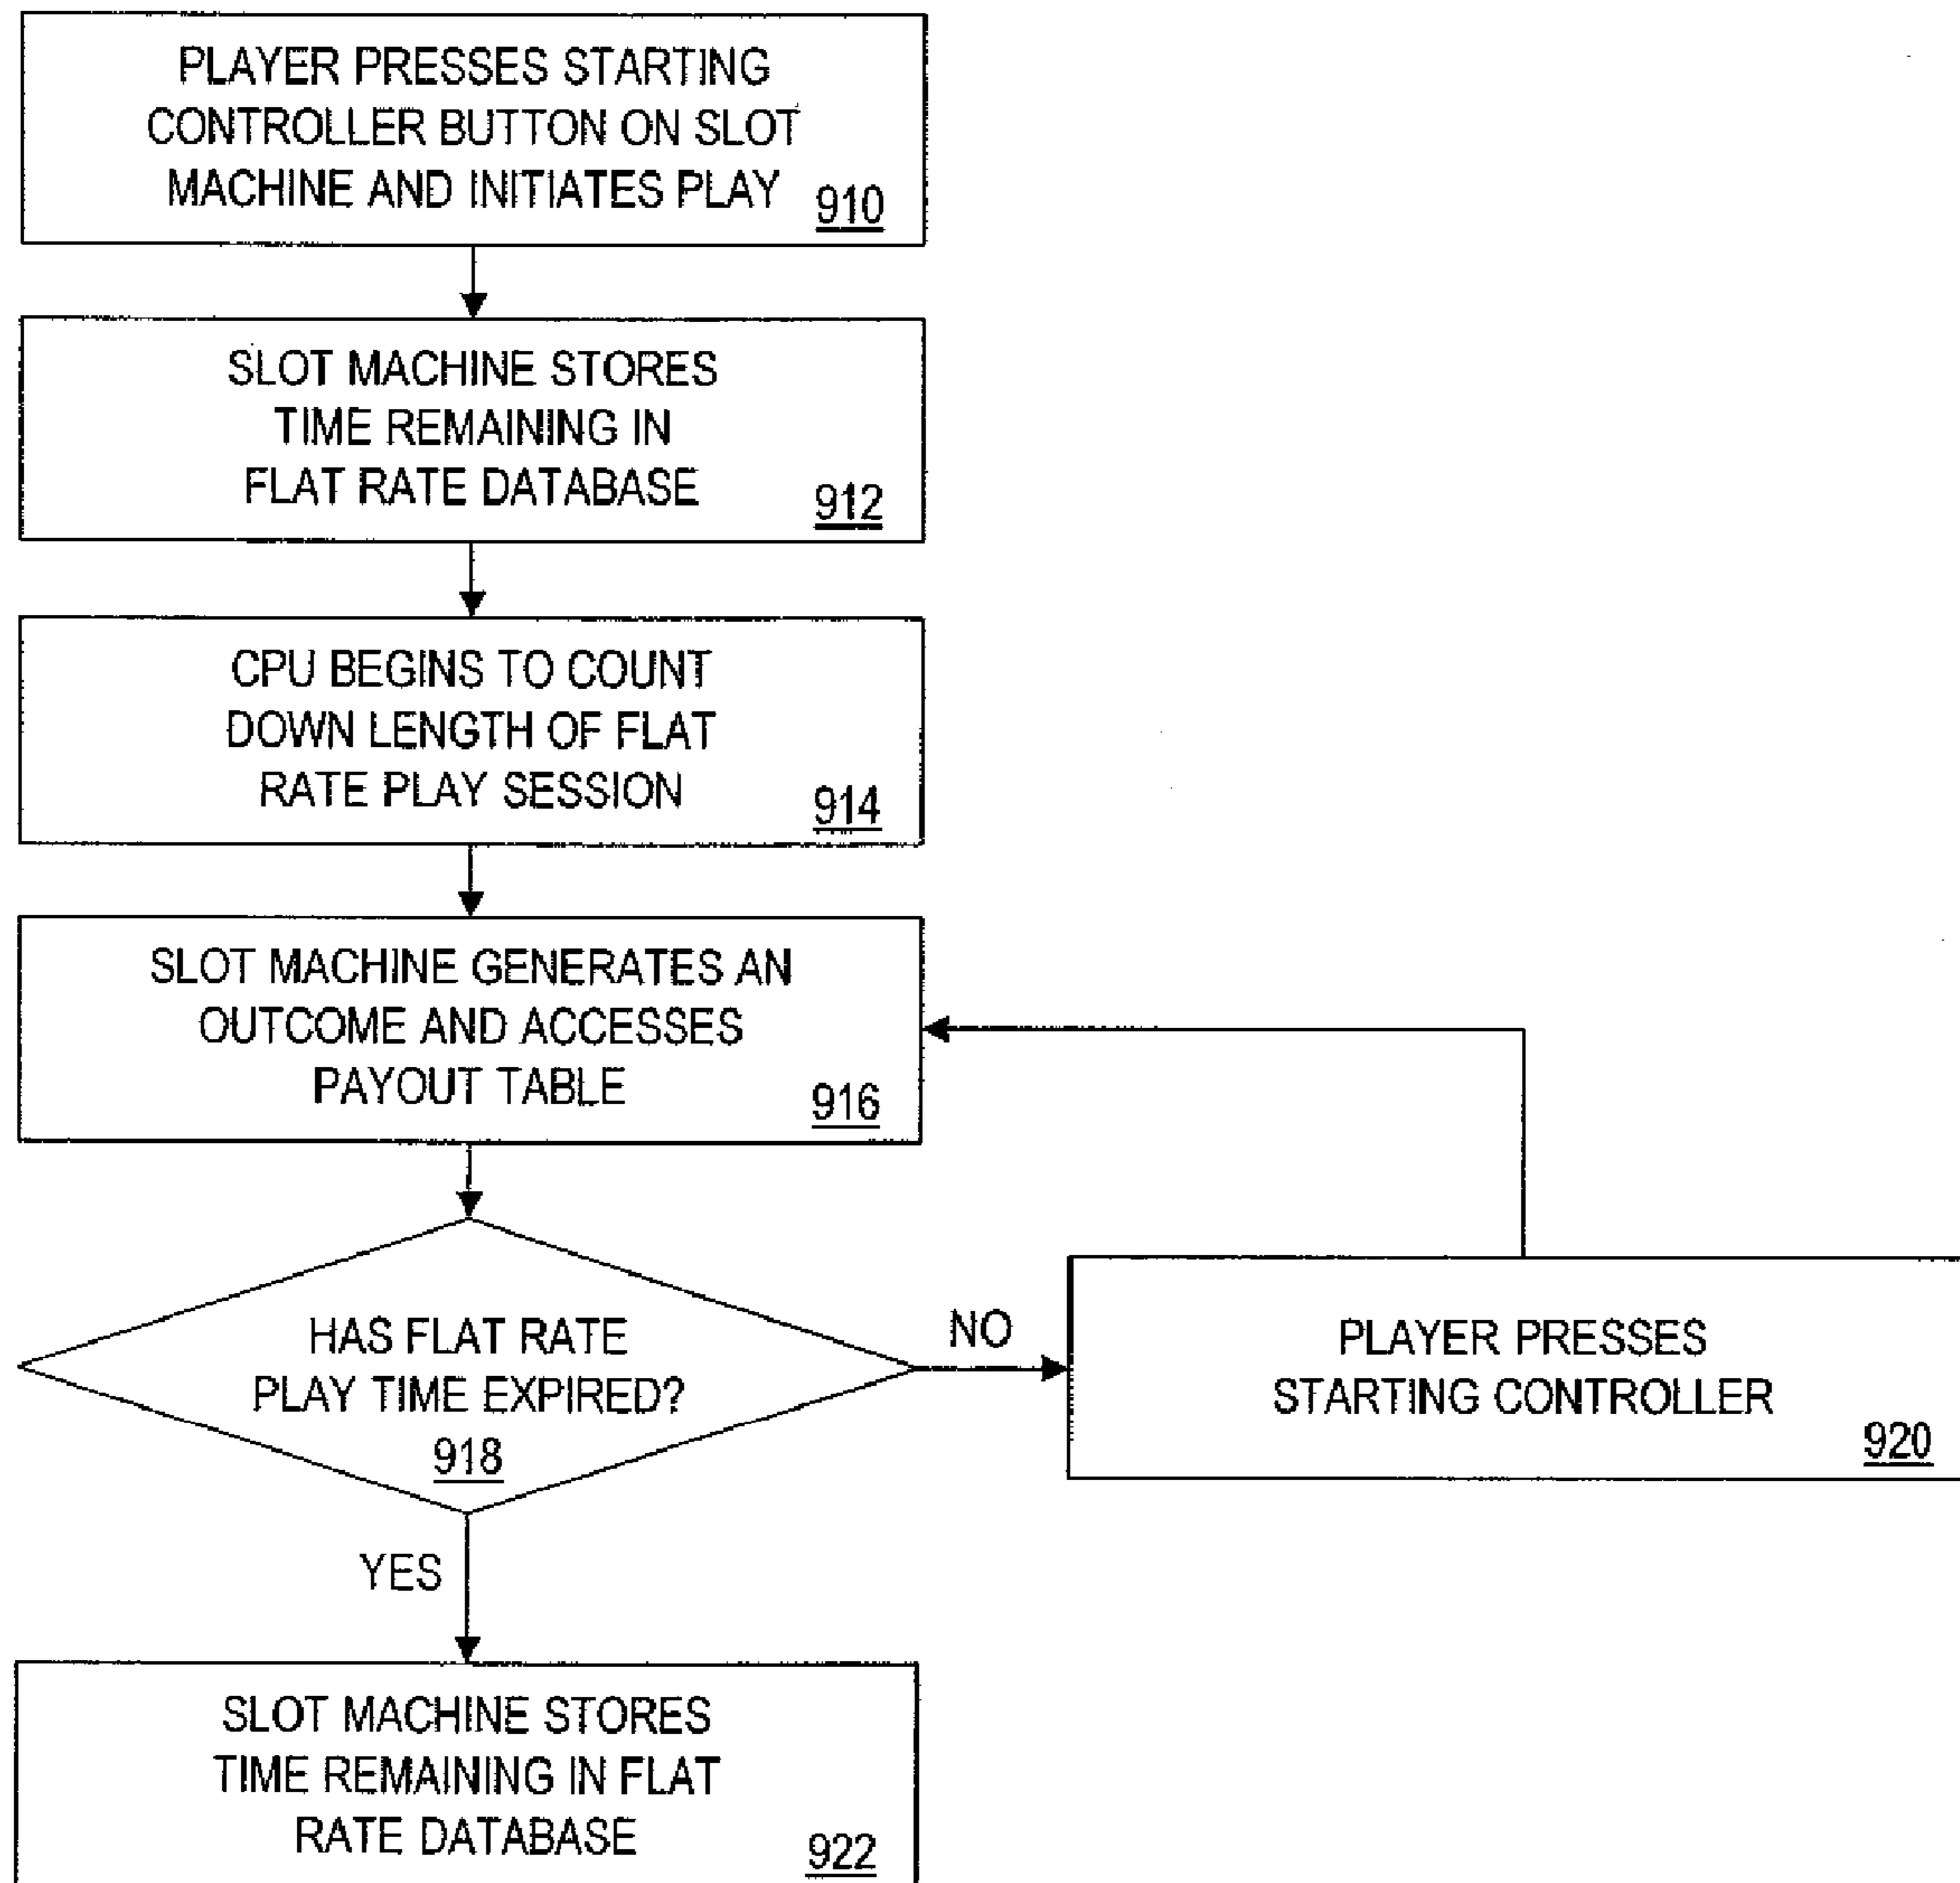 PLAYER PRESSES STARTING
CONTROLLER BUTTON ON SLOT
MACHINE AND INITIATES PLAY
910
SLOT MACHINE STORES
TIME REMAINING IN
FLAT RATE DATABASE
912
CPU BEGINS TO COUNT
DOWN LENGTH OF FLAT
RATE PLAY SESSION
914
SLOT MACHINE GENERATES AN
OUTCOME AND ACCESSES
PAYOUT TABLE
916
HAS FLAT RATE
PLAY TIME EXPIRED?
918
NO
PLAYER PRESSES
STARTING CONTROLLER
920
YES
SLOT MACHINE STORES
TIME REMAINING IN FLAT
RATE DATABASE
922